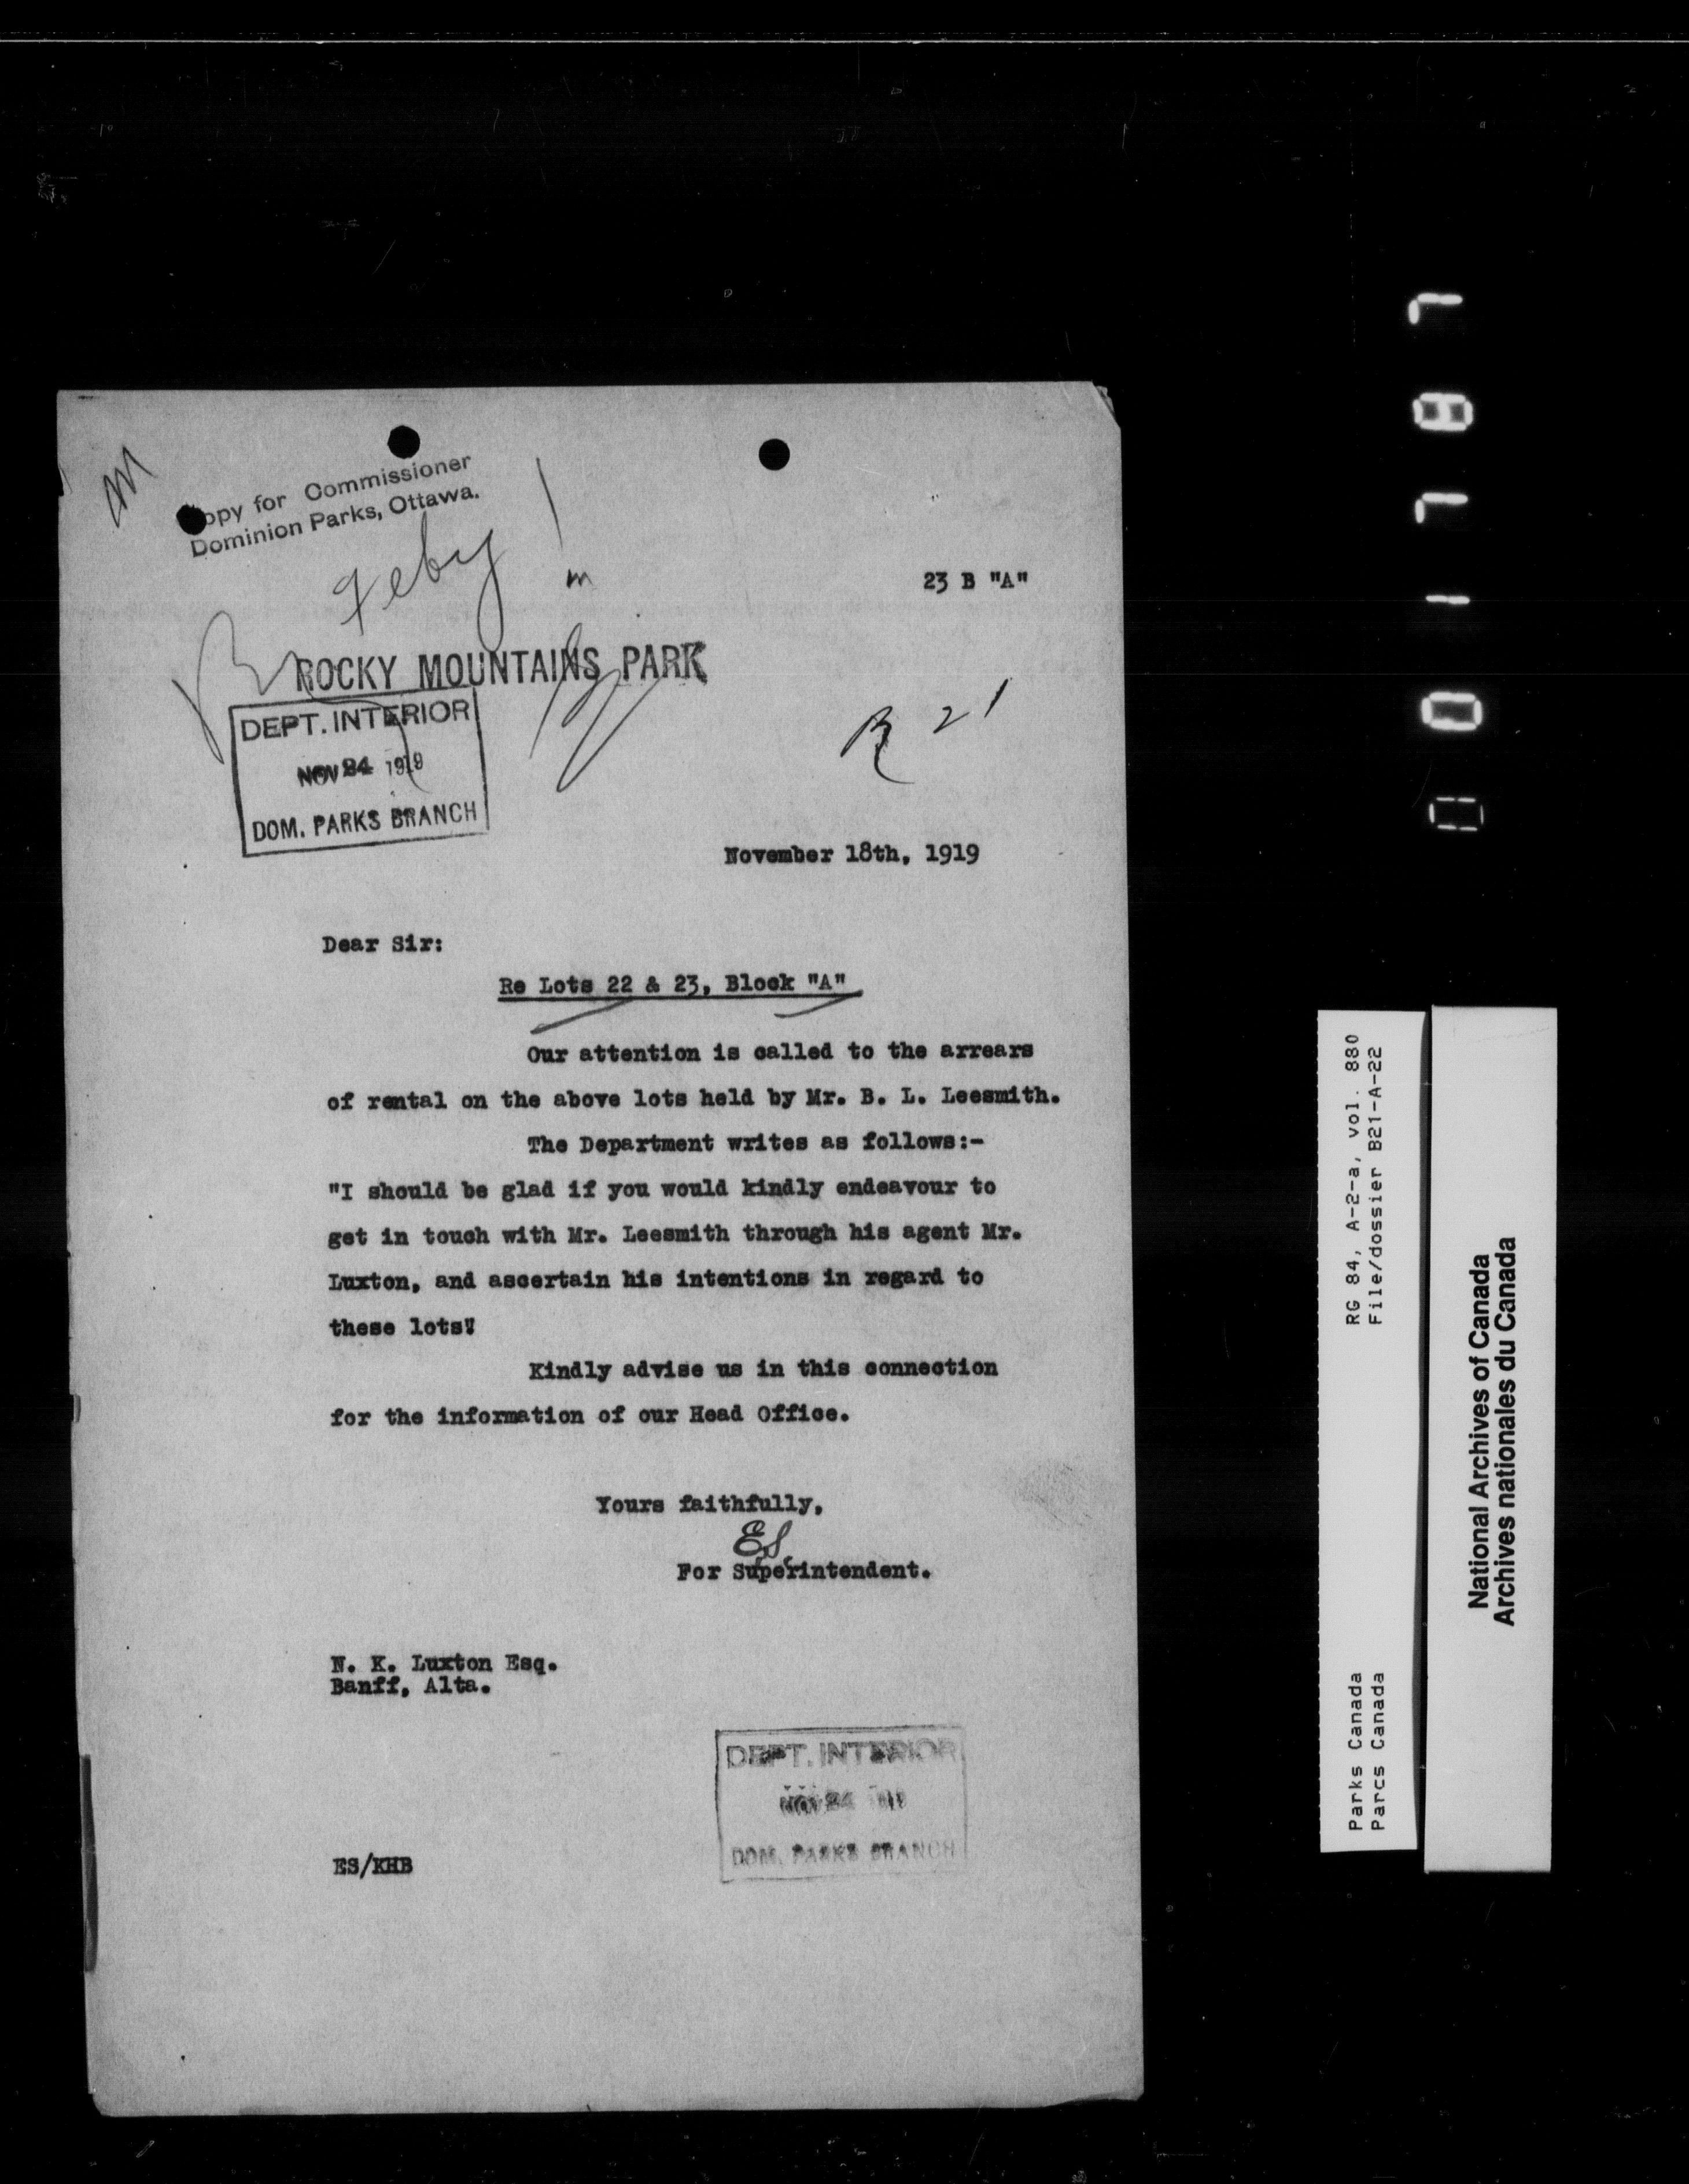 M
Copy for Commissioner
Dominion Parks, Ottawa.
Feby 1
m
23 B "A"
ROCKY MOUNTAINS PARK
DEPT. INTERIOR
NOV 24 1919
DOM. PARKS BRANCH
R 21
November 18th, 1919
Dear Sir:
Re Lots 22 & 23, Block "A"
Our attention is called to the arrears
of rental on the above lots held by Mr. B. L. Leesmith.
The Department writes as follows:-
"I should be glad if you would kindly endeavour to
get in touch with Mr. Leesmith through his agent Mr.
Luxton, and ascertain his intentions in regard to
these lots"
Kindly advise us in this connection
for the information of our Head Office.
Yours faithfully,
ES
For Superintendent.
N. K. Luxton Esq.
Banff, Alta.
DEPT. INTERIOR
NOV 24 1919
DOM. PARKS BRANCH
ES/KHB
RG 84, A-2-a, vol. 880
File/dossier B21-A-22
Parks Canada
Parcs Canada
National Archives of Canada
Archives nationales du Canada